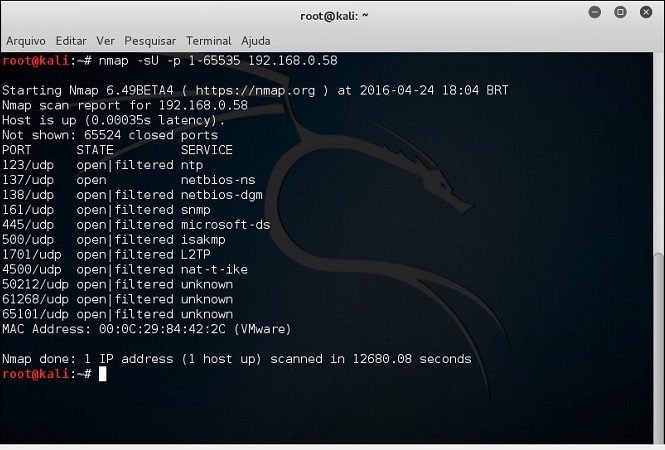 root@kali: ~
Arquivo Editar Ver Pesquisar Terminal Ajuda
root@kali:~# nmap -sU -p 1-65535 192.168.0.58
Starting Nmap 6.49BETA4 ( https://nmap.org ) at 2016-04-24 18:04 BRT
Nmap scan report for 192.168.0.58
Host is up (0.00035s latency).
Not shown: 65524 closed ports
PORT STATE SERVICE
123/udp open|filtered ntp
137/udp open netbios-ns
138/udp open|filtered netbios-dgm
161/udp open|filtered snmp
445/udp open|filtered microsoft-ds
500/udp open|filtered isakmp
1701/udp open|filtered L2TP
4500/udp open|filtered nat-t-ike
50212/udp open|filtered unknown
61268/udp open|filtered unknown
65101/udp open|filtered unknown
MAC Address: 00:0C:29:84:42:2C (VMware)
Nmap done: 1 IP address (1 host up) scanned in 12680.08 seconds
root@kali:~#